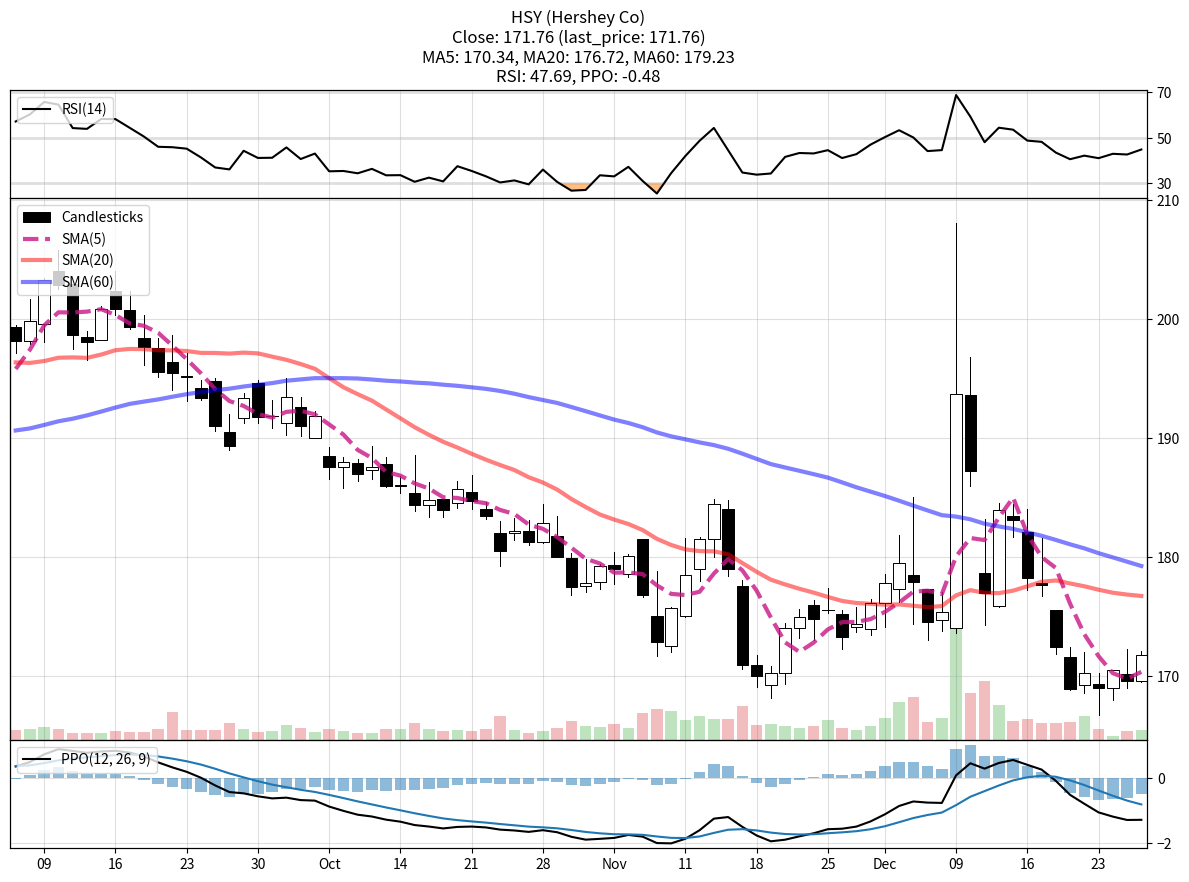 HSY (Hershey Co)
Close: 171.76 (last_price: 171.76)
MA5: 170.34, MA20: 176.72, MA60: 179.23
RSI: 47.69, PPO: -0.48
RSI(14)
70
50
30
Candlesticks
SMA(5)
SMA(20)
SMA(60)
210
200
190
180
170
PPO(12, 26, 9)
0
−2
09 16 23 30 Oct 14 21 28 Nov 11 18 25 Dec 09 16 23